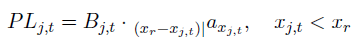 PL_{j,t} = B_{j,t} · _{(x_r−x_{j,t})|}a_{x_{j,t}},   x_{j,t} < x_r